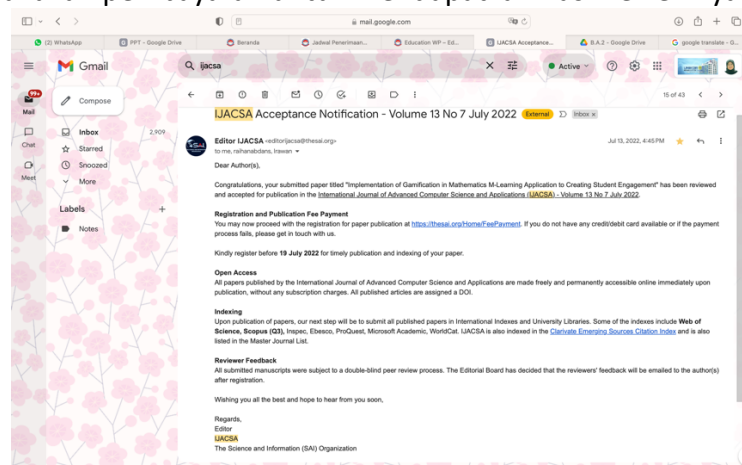 mail.google.com
(2) WhatsApp
PPT - Google Drive
Beranda
Jadwal Penerimaan...
Education WP – Ed...
IJACSA Acceptance...
B.A.2 - Google Drive
google translate - G...
Gmail
ijacsa
Active
99+
Mail
Chat
Meet
Compose
Inbox 2,909
Starred
Snoozed
More
Labels
Notes
15 of 43
IJACSA Acceptance Notification - Volume 13 No 7 July 2022 External Inbox x
Editor IJACSA <editorijacsa@thesai.org>
Jul 13, 2022, 4:45 PM
to me, raihanabdans, Irawan
Dear Author(s),
Congratulations, your submitted paper titled "Implementation of Gamification in Mathematics M-Learning Application to Creating Student Engagement" has been reviewed
and accepted for publication in the International Journal of Advanced Computer Science and Applications (IJACSA) - Volume 13 No 7 July 2022.
Registration and Publication Fee Payment
You may now proceed with the registration for paper publication at https://thesai.org/Home/FeePayment. If you do not have any credit/debit card available or if the payment
process fails, please get in touch with us.
Kindly register before 19 July 2022 for timely publication and indexing of your paper.
Open Access
All papers published by the International Journal of Advanced Computer Science and Applications are made freely and permanently accessible online immediately upon
publication, without any subscription charges. All published articles are assigned a DOI.
Indexing
Upon publication of papers, our next step will be to submit all published papers in International Indexes and University Libraries. Some of the indexes include Web of
Science, Scopus (Q3), Inspec, Ebesco, ProQuest, Microsoft Academic, WorldCat. IJACSA is also indexed in the Clarivate Emerging Sources Citation Index and is also
listed in the Master Journal List.
Reviewer Feedback
All submitted manuscripts were subject to a double-blind peer review process. The Editorial Board has decided that the reviewers' feedback will be emailed to the author(s)
after registration.
Wishing you all the best and hope to hear from you soon,
Regards,
Editor
IJACSA
The Science and Information (SAI) Organization